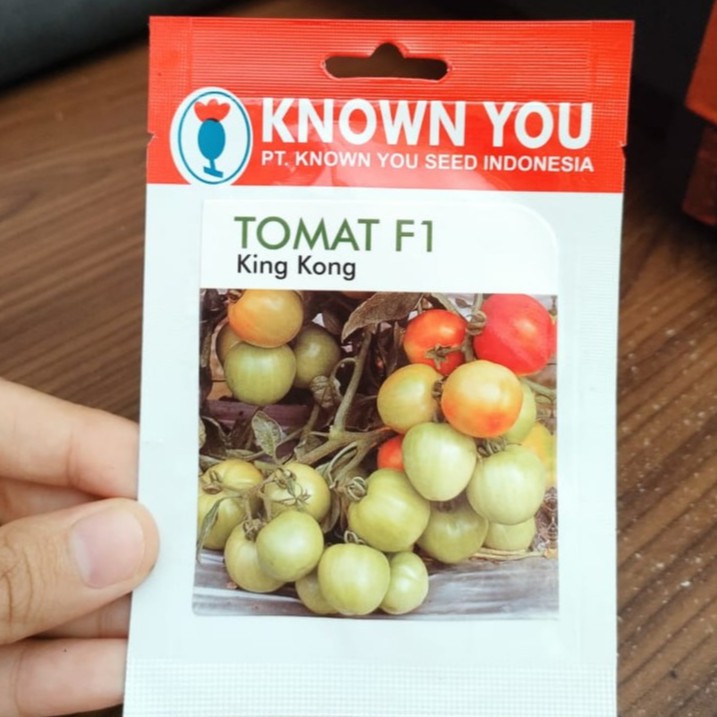 KNOWN YOU
PT. KNOWN YOU SEED INDONESIA
TOMAT F1
King Kong